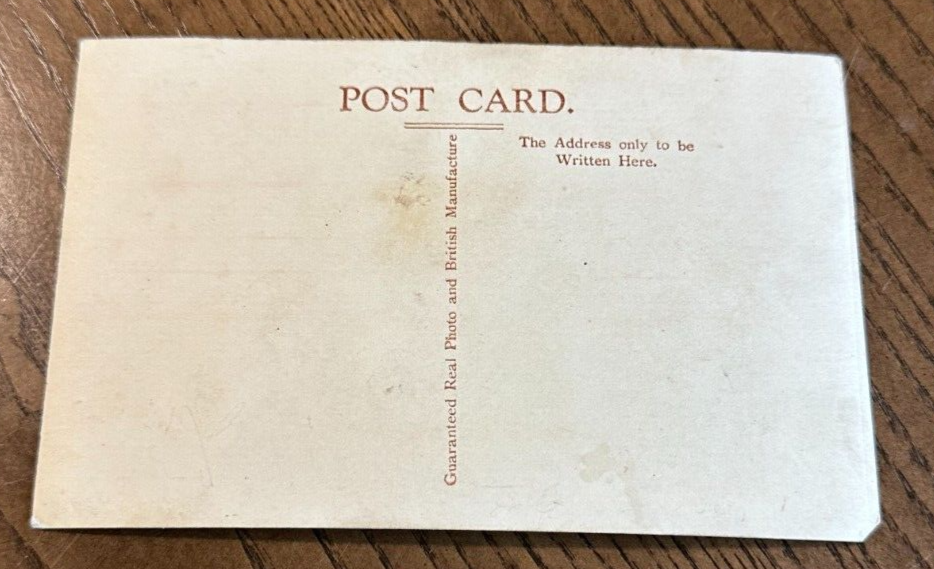 POST CARD.
The Address only to be
Written Here.
Guaranteed Real Photo and British Manufacture